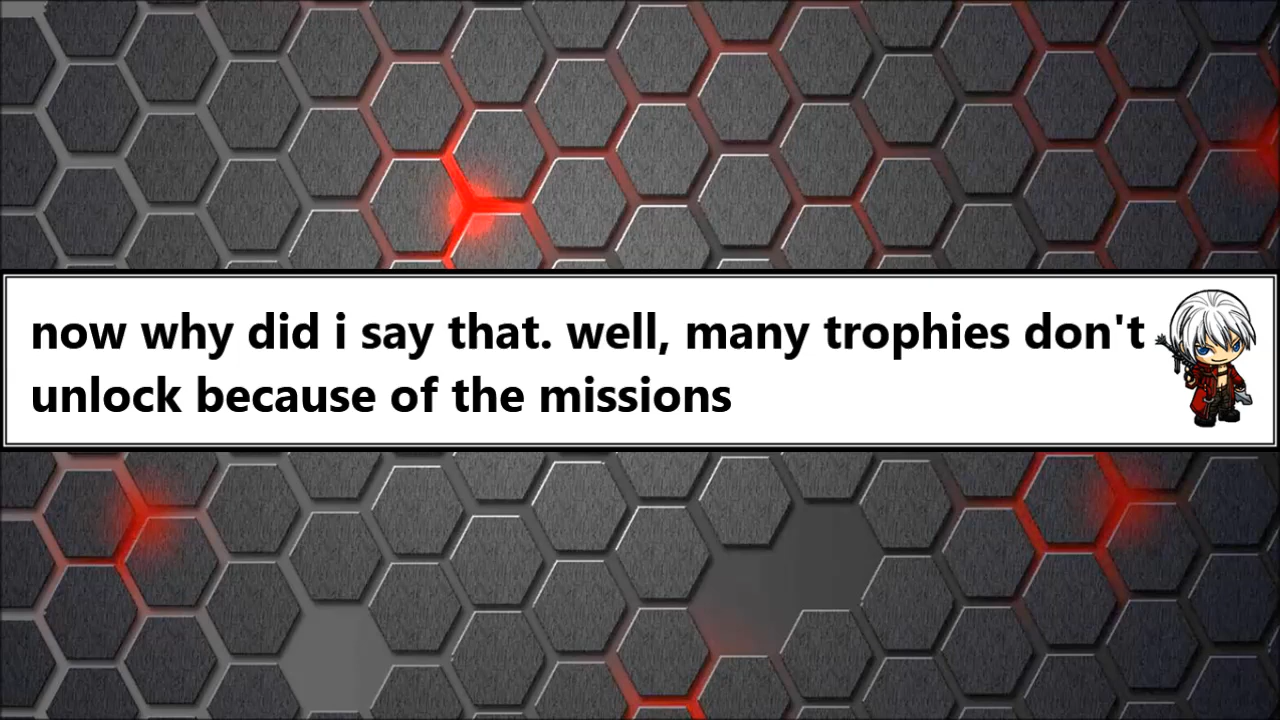 now why did i say that. well, many trophies don't
unlock because of the missions